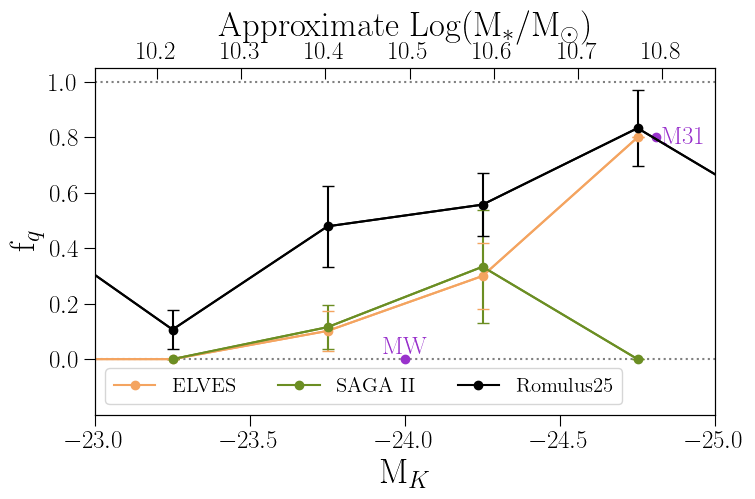 Approximate Log(M*/M⊙)
10.2 10.3 10.4 10.5 10.6 10.7 10.8
1.0
M31
0.8
0.6
f_q
0.4
0.2
MW
0.0
ELVES SAGA II Romulus25
−23.0 −23.5 −24.0 −24.5 −25.0
M_K